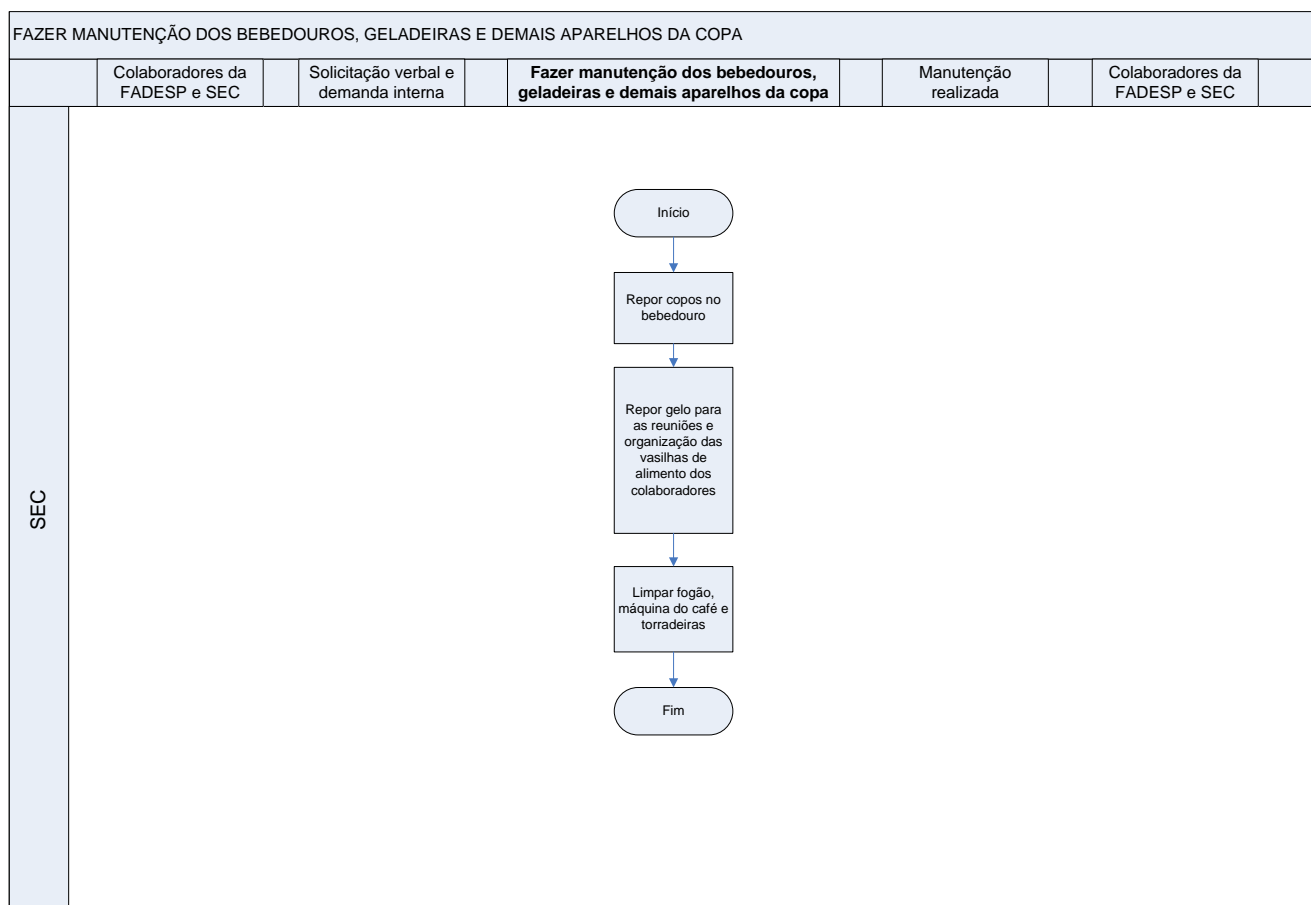 FAZER MANUTENÇÃO DOS BEBEDOUROS, GELADEIRAS E DEMAIS APARELHOS DA COPA
Colaboradores da
FADESP e SEC
Solicitação verbal e
demanda interna
Fazer manutenção dos bebedouros,
geladeiras e demais aparelhos da copa
Manutenção
realizada
Colaboradores da
FADESP e SEC
SEC
Início
Repor copos no
bebedouro
Repor gelo para
as reuniões e
organização das
vasilhas de
alimento dos
colaboradores
Limpar fogão,
máquina do café e
torradeiras
Fim